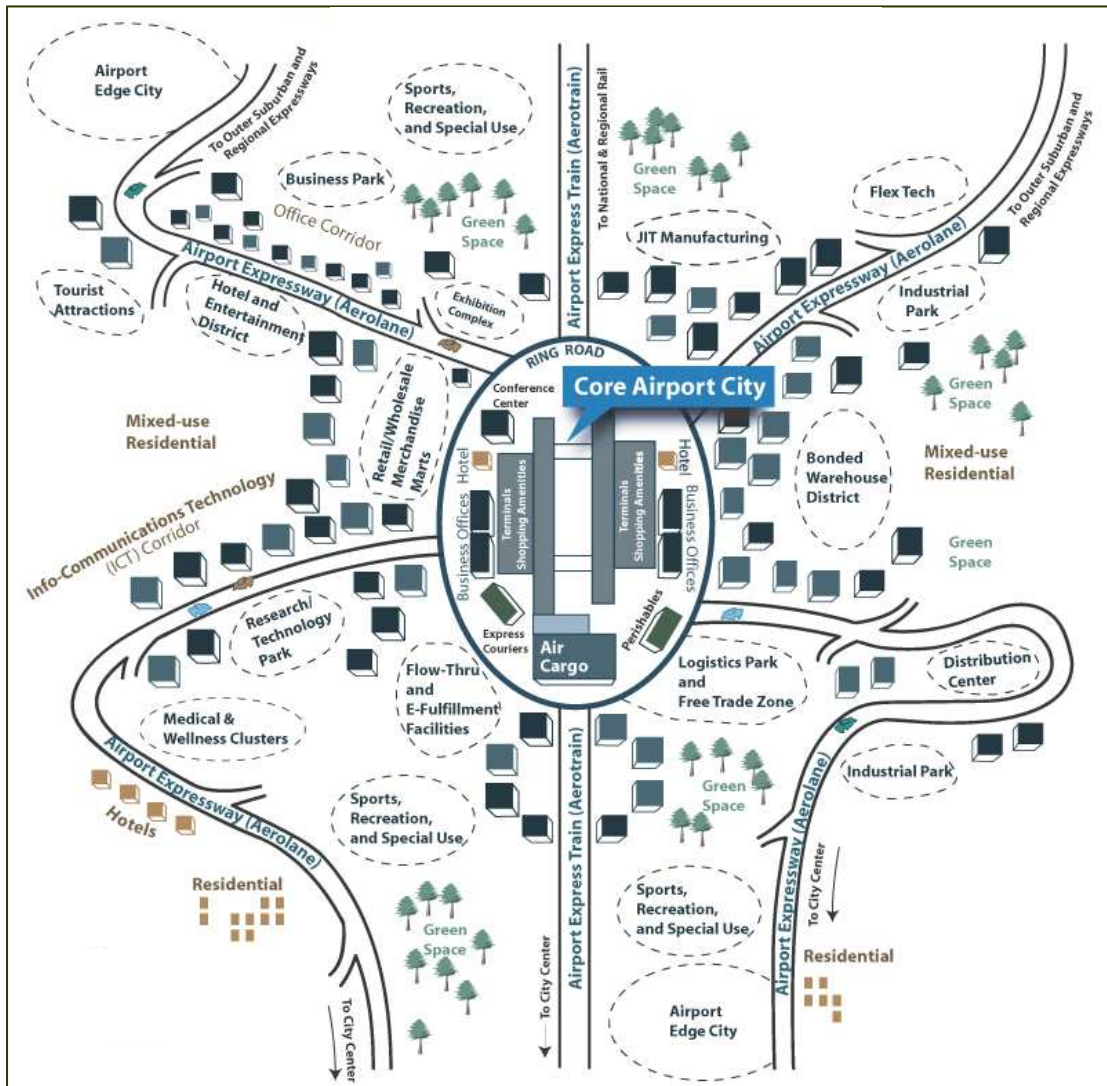 Airport
Edge City
To Outer Suburban and
Regional Expressways
Sports,
Recreation,
and Special Use
Airport Express Train (Aerotrain)
To National & Regional Rail
Green
Space
To Outer Suburban and
Regional Expressways
Flex Tech
Business Park
Office Corridor
Green
Space
JIT Manufacturing
Airport Expressway (Aerolane)
Airport Expressway (Aerolane)
Tourist
Attractions
Hotel and
Entertainment
District
Exhibition
Complex
Industrial
Park
Green
Space
RING ROAD
Conference
Center
Core Airport City
Mixed-use
Residential
Retail/Wholesale
Merchandise
Marts
Hotel
Terminals
Shopping Amenities
Terminals
Shopping Amenities
Hotel
Business Offices
Business Offices
Bonded
Warehouse
District
Mixed-use
Residential
Info-Communications Technology
(ICT) Corridor
Green
Space
Research/
Technology
Park
Express
Couriers
Air
Cargo
Perishables
Flow-Thru
and
E-Fulfillment
Facilities
Logistics Park
and
Free Trade Zone
Distribution
Center
Medical &
Wellness Clusters
Airport Expressway (Aerolane)
Hotels
Sports,
Recreation,
and Special Use
Airport Express Train (Aerotrain)
Green
Space
Industrial Park
Airport Expressway (Aerolane)
To City Center
Residential
Green
Space
Sports,
Recreation,
and Special Use
Residential
To City Center
To City Center
Airport
Edge City